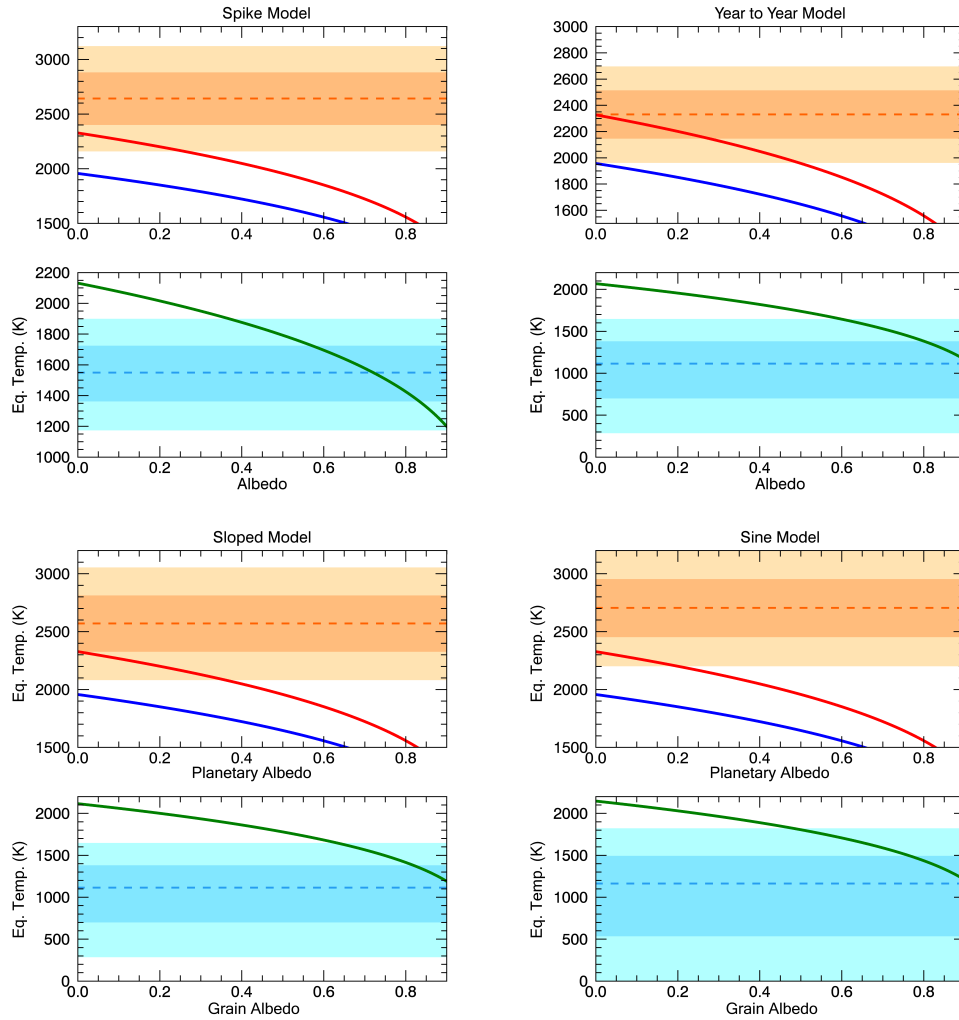 Spike Model
3000
2500
2000
1500
0.0 0.2 0.4 0.6 0.8
Year to Year Model
3000
2800
2600
2400
2200
2000
1800
1600
0.0 0.2 0.4 0.6 0.8
Eq. Temp. (K)
2200
2000
1800
1600
1400
1200
1000
0.0 0.2 0.4 0.6 0.8
Albedo
Eq. Temp. (K)
2000
1500
1000
500
0
0.0 0.2 0.4 0.6 0.8
Albedo
Sloped Model
Eq. Temp. (K)
3000
2500
2000
1500
0.0 0.2 0.4 0.6 0.8
Planetary Albedo
Sine Model
Eq. Temp. (K)
3000
2500
2000
1500
0.0 0.2 0.4 0.6 0.8
Planetary Albedo
Eq. Temp. (K)
2000
1500
1000
500
0
0.0 0.2 0.4 0.6 0.8
Grain Albedo
Eq. Temp. (K)
2000
1500
1000
500
0
0.0 0.2 0.4 0.6 0.8
Grain Albedo